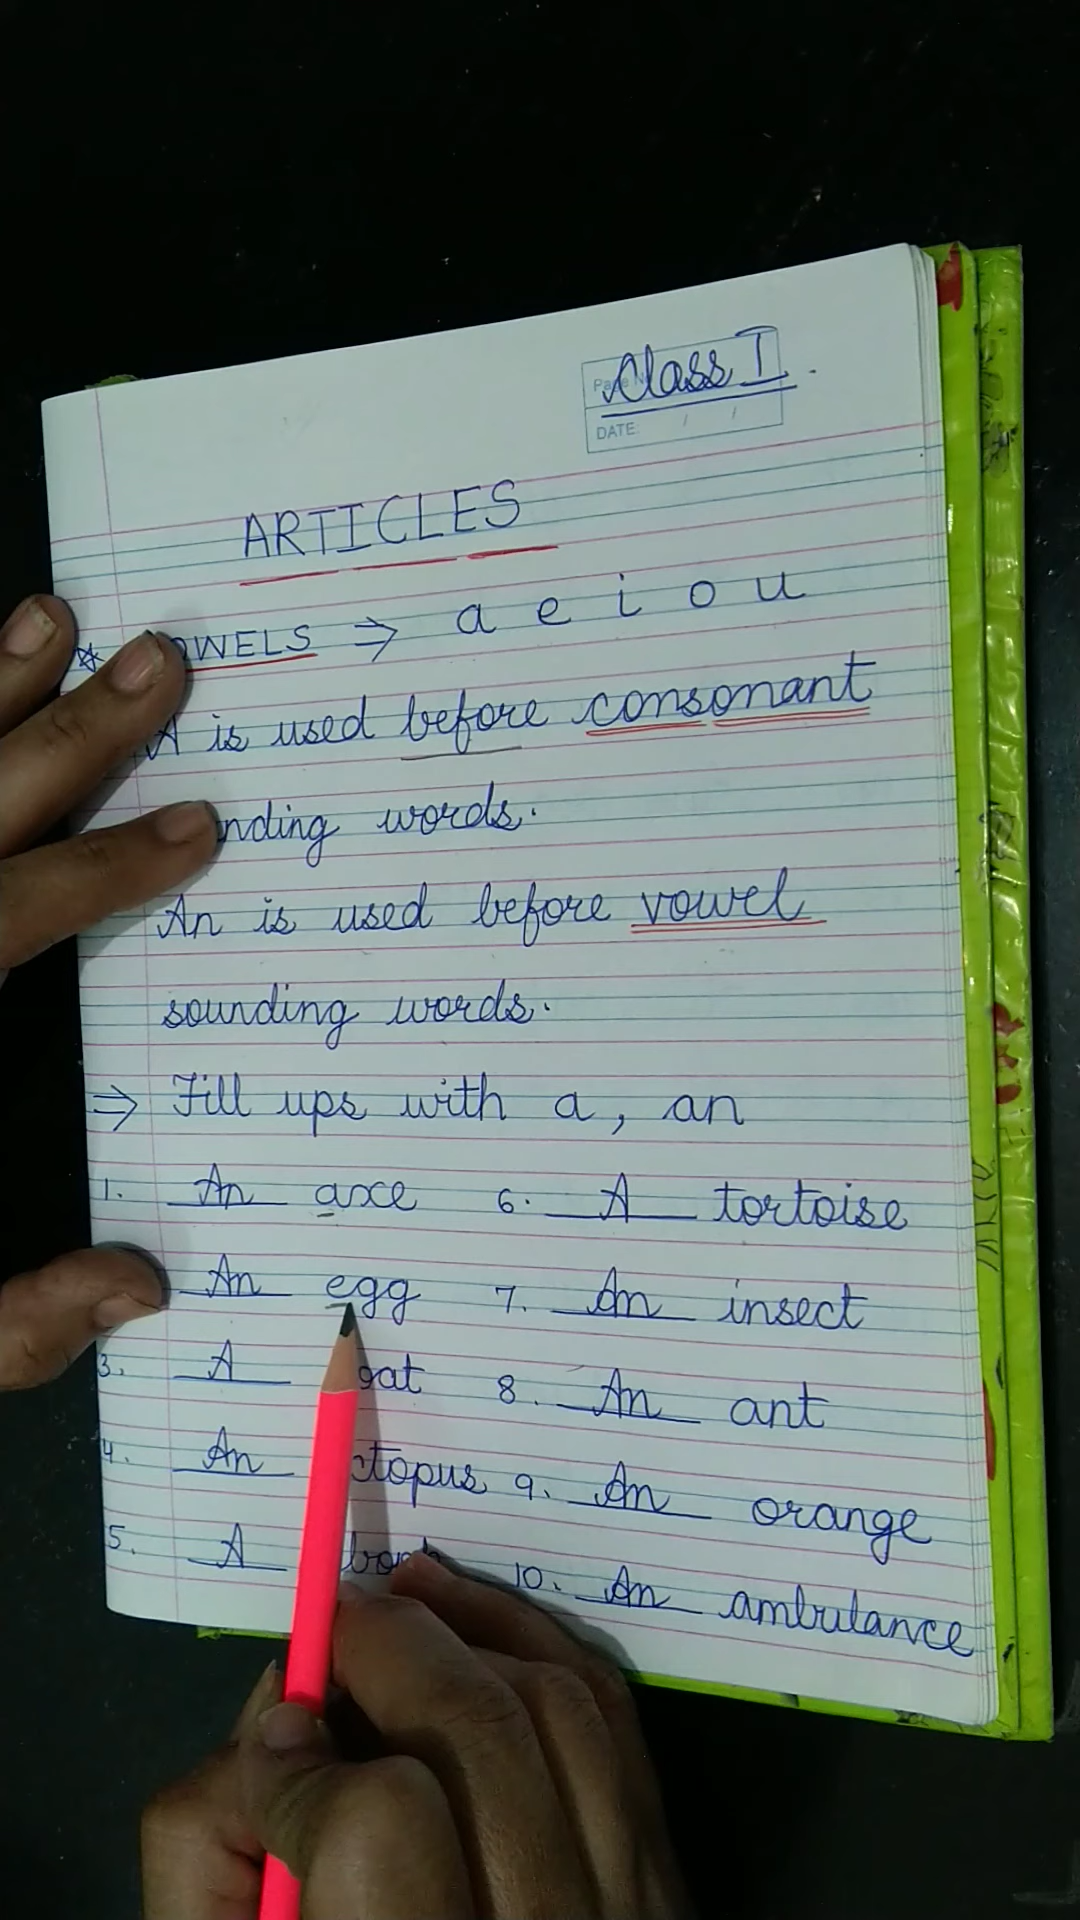 Class I.
DATE / /
ARTICLES
OWELS ⇒ a e i o u
A is used before consonant
nding words.
An is used before vowel
sounding words.
⇒ Fill ups with a, an
1. An axe 6. A tortoise
An egg 7. An insect
3. A 8. An ant
4. An ctopus 9. An orange
5. A 10. An ambulance